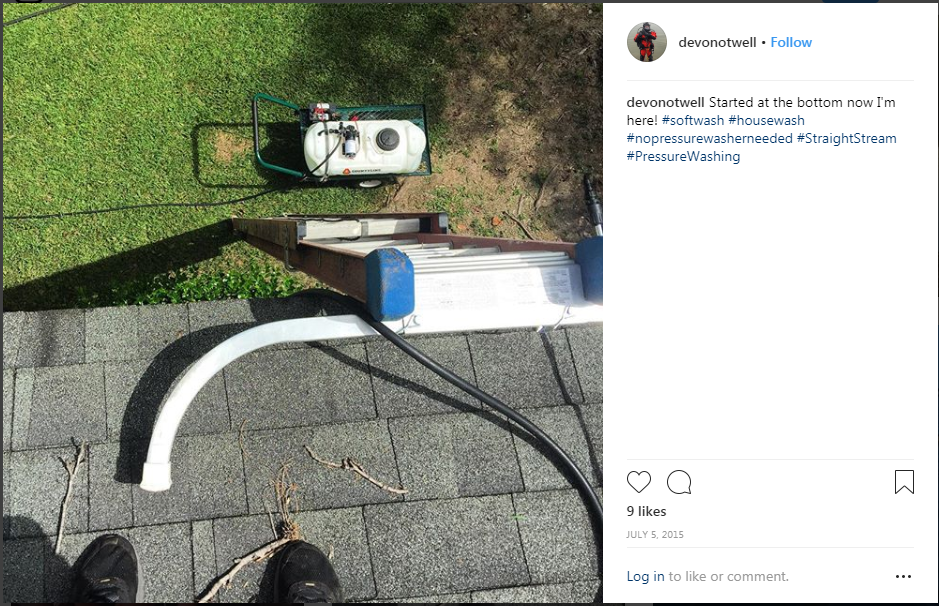 devonotwell • Follow
devonotwell Started at the bottom now I'm
here! #softwash #housewash
#nopressurewasherneeded #StraightStream
#PressureWashing
9 likes
JULY 5, 2015
Log in to like or comment.